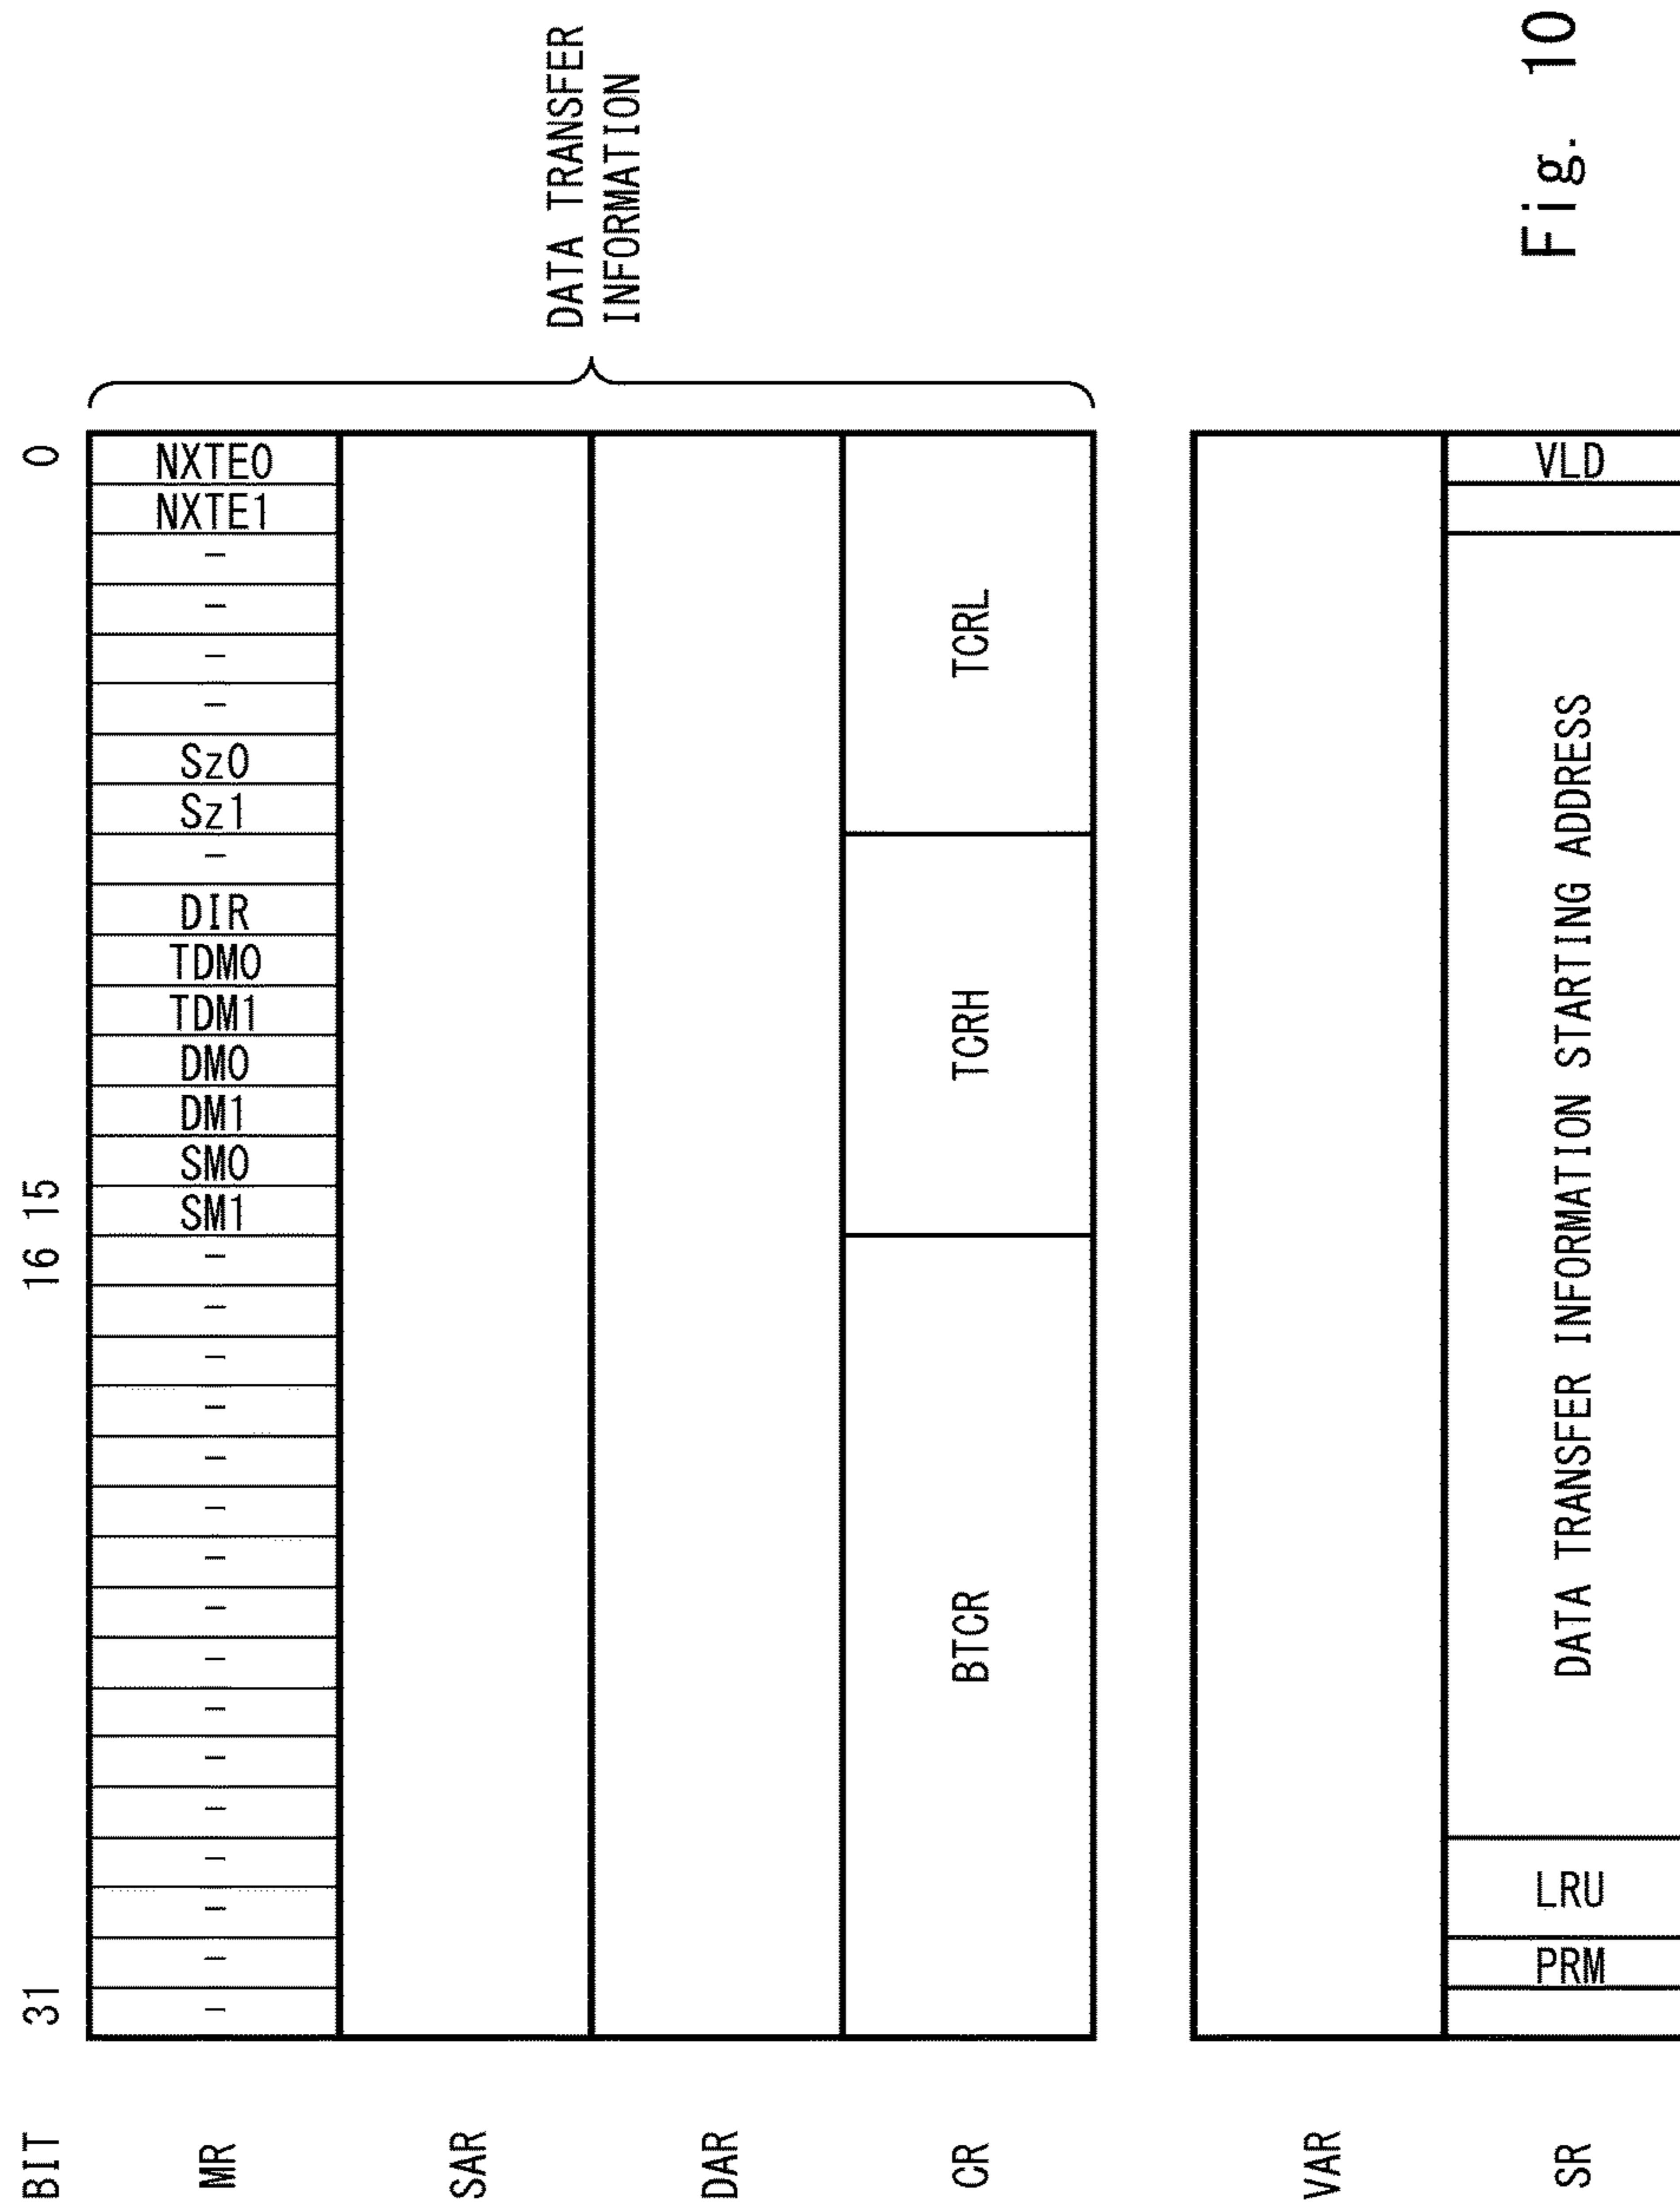 BIT 31 16 15 0
MR - - - - - - - - - - - - - - - - SM1 SM0 DM1 DM0 TDM1 TDM0 DIR - Sz1 Sz0 - - - - NXTE1 NXTE0
SAR
DAR
CR BTCR TCRH TCRL
DATA TRANSFER
INFORMATION
VAR
SR PRM LRU DATA TRANSFER INFORMATION STARTING ADDRESS VLD
Fig. 10